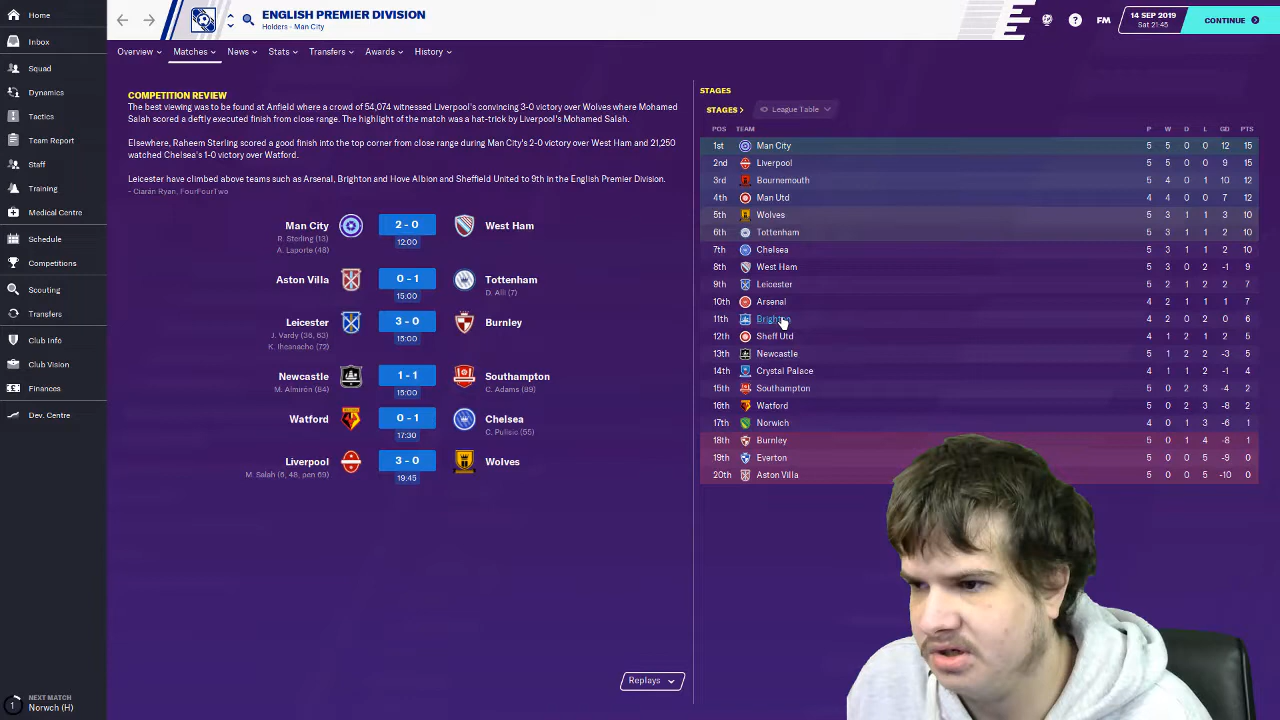 Home
Inbox
Squad
Dynamics
Tactics
Team Report
Staff
Training
Medical Centre
Schedule
Competitions
Scouting
Transfers
Club Info
Finances
Dev. Centre
1
NEXT MATCH
Norwich (H)
ENGLISH PREMIER DIVISION
Holders - Man City
?
FM
14 SEP 2019
Sat 21:45
CONTINUE
Overview
Matches
News
Stats
Transfers
Awards
History
COMPETITION REVIEW
The best viewing was to be found at Anfield where a crowd of 54,074 witnessed Liverpool's convincing 3-0 victory over Wolves where Mohamed
Salah scored a deftly executed finish from close range. The highlight of the match was a hat-trick by Liverpool's Mohamed Salah.
Elsewhere, Raheem Sterling scored a good finish into the top corner from close range during Man City's 2-0 victory over West Ham and 21,250
watched Chelsea's 1-0 victory over Watford.
Leicester have climbed above teams such as Arsenal, Brighton and Hove Albion and Sheffield United to 9th in the English Premier Division.
- Ciarán Ryan, FourFourTwo
Man City 2 - 0 West Ham
R. Sterling (13) 12:00
A. Laporte (48)
Aston Villa 0 - 1 Tottenham
15:00 D. Alli (7)
Leicester 3 - 0 Burnley
J. Vardy (36, 63) 15:00
K. Iheanacho (72)
Newcastle 1 - 1 Southampton
M. Almirón (84) 15:00 C. Adams (89)
Watford 0 - 1 Chelsea
17:30 C. Pulisic (55)
Liverpool 3 - 0 Wolves
M. Salah (6, 48, pen 69) 19:45
Replays
STAGES
STAGES > League Table
POS TEAM P W D L GD PTS
1st Man City 5 5 0 0 12 15
2nd Liverpool 5 5 0 0 9 15
3rd Bournemouth 5 4 0 1 10 12
4th Man Utd 4 4 0 0 7 12
5th Wolves 5 3 1 1 3 10
6th Tottenham 5 3 1 1 2 10
7th Chelsea 5 3 1 1 2 10
8th West Ham 5 3 0 2 -1 9
9th Leicester 5 2 1 2 2 7
10th Arsenal 4 2 1 1 1 7
11th Brighton 4 2 0 2 0 6
12th Sheff Utd 4 1 2 1 2 5
13th Newcastle 5 1 2 2 -3 5
14th Crystal Palace 4 1 1 2 -1 4
15th Southampton 5 0 2 3 -4 2
16th Watford 5 0 2 3 -8 2
17th Norwich 4 0 1 3 -6 1
18th Burnley 5 0 1 4 -8 1
19th Everton 5 0 0 5 -9 0
20th Aston Villa 5 0 0 5 -10 0